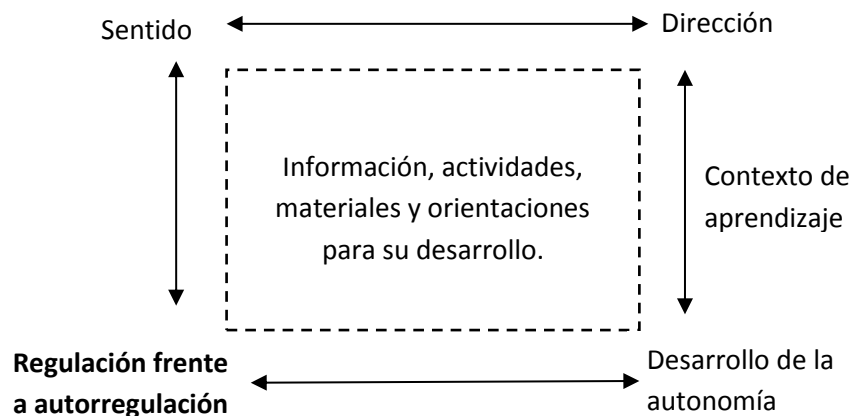 Sentido
Dirección
Información, actividades,
materiales y orientaciones
para su desarrollo.
Contexto de
aprendizaje
Regulación frente
a autorregulación
Desarrollo de la
autonomía